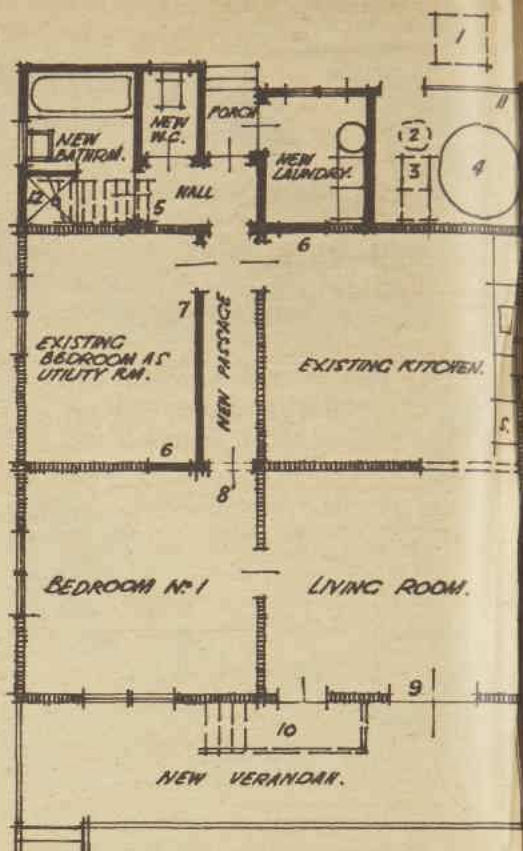 1
11
NEW
BATHRM.
NEW
W.C.
PORCH
NEW
LAUNDRY.
2
3
4
12
5
HALL
6
7
NEW PASSAGE
EXISTING
BEDROOM AS
UTILITY RM.
EXISTING KITCHEN.
6
8
BEDROOM No 1
LIVING ROOM.
9
10
NEW VERANDAH.